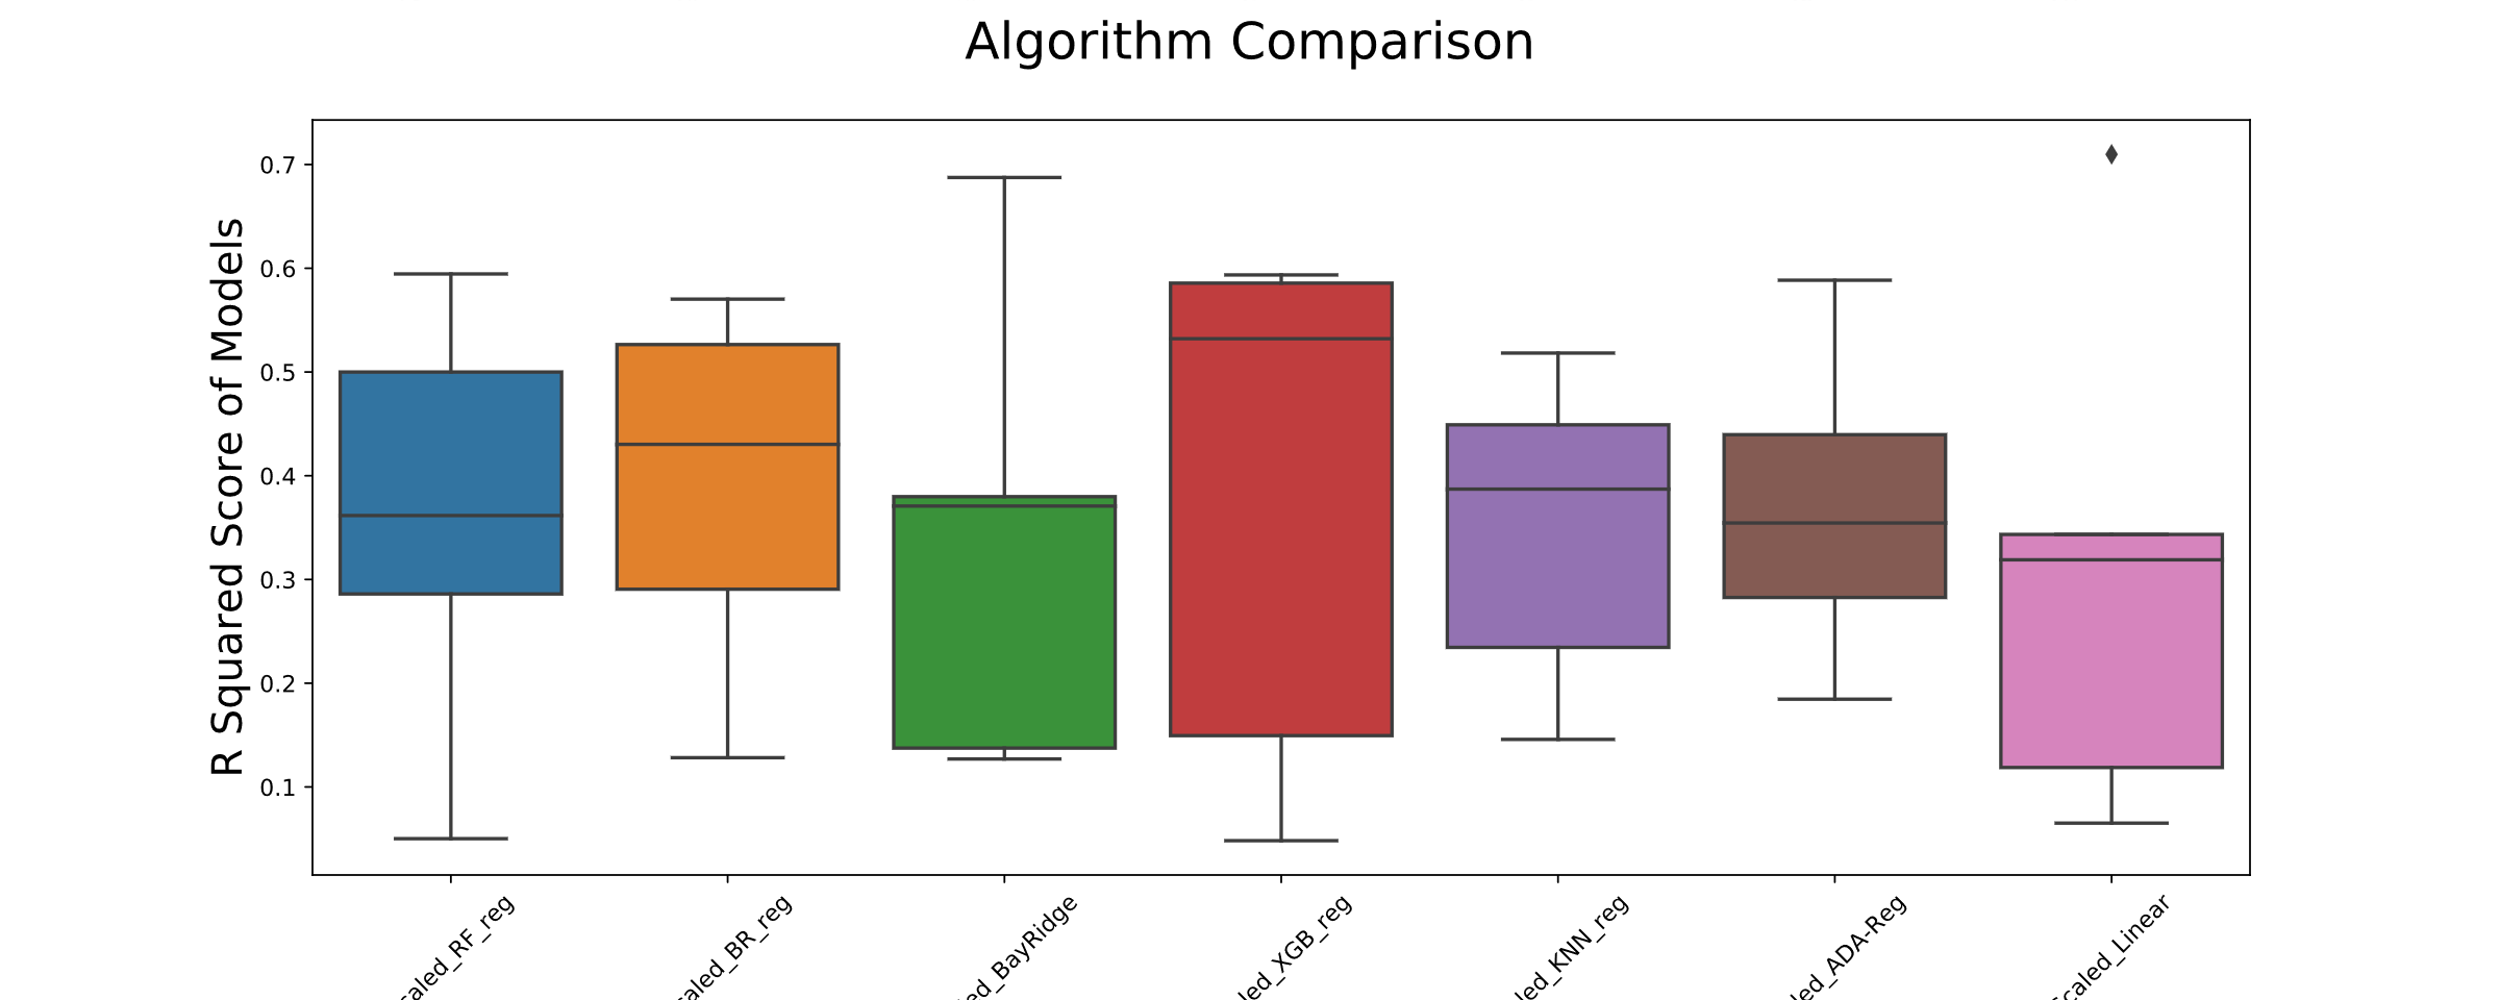 Algorithm Comparison
R Squared Score of Models
0.7
0.6
0.5
0.4
0.3
0.2
0.1
caled_RF_reg
caled_BR_reg
led_BayRidge
led_XGB_reg
led_KNN_reg
led_ADA-Reg
Scaled_Linear